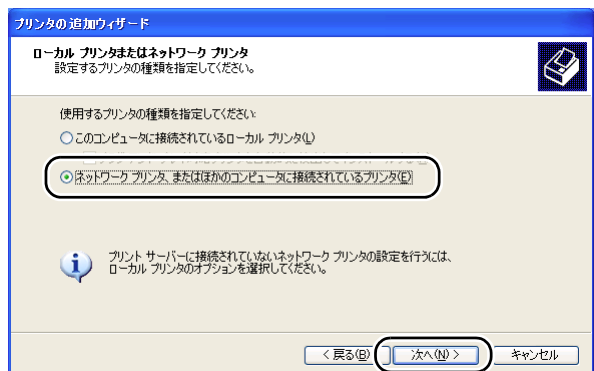 プリンタの追加ウィザード
ローカル プリンタまたはネットワーク プリンタ
設定するプリンタの種類を指定してください。
使用するプリンタの種類を指定してください:
このコンピュータに接続されているローカル プリンタ(L)
ネットワーク プリンタ、またはほかのコンピュータに接続されているプリンタ(E)
プリント サーバーに接続されていないネットワーク プリンタの設定を行うには、
ローカル プリンタのオプションを選択してください。
< 戻る(B) 次へ(N) > キャンセル